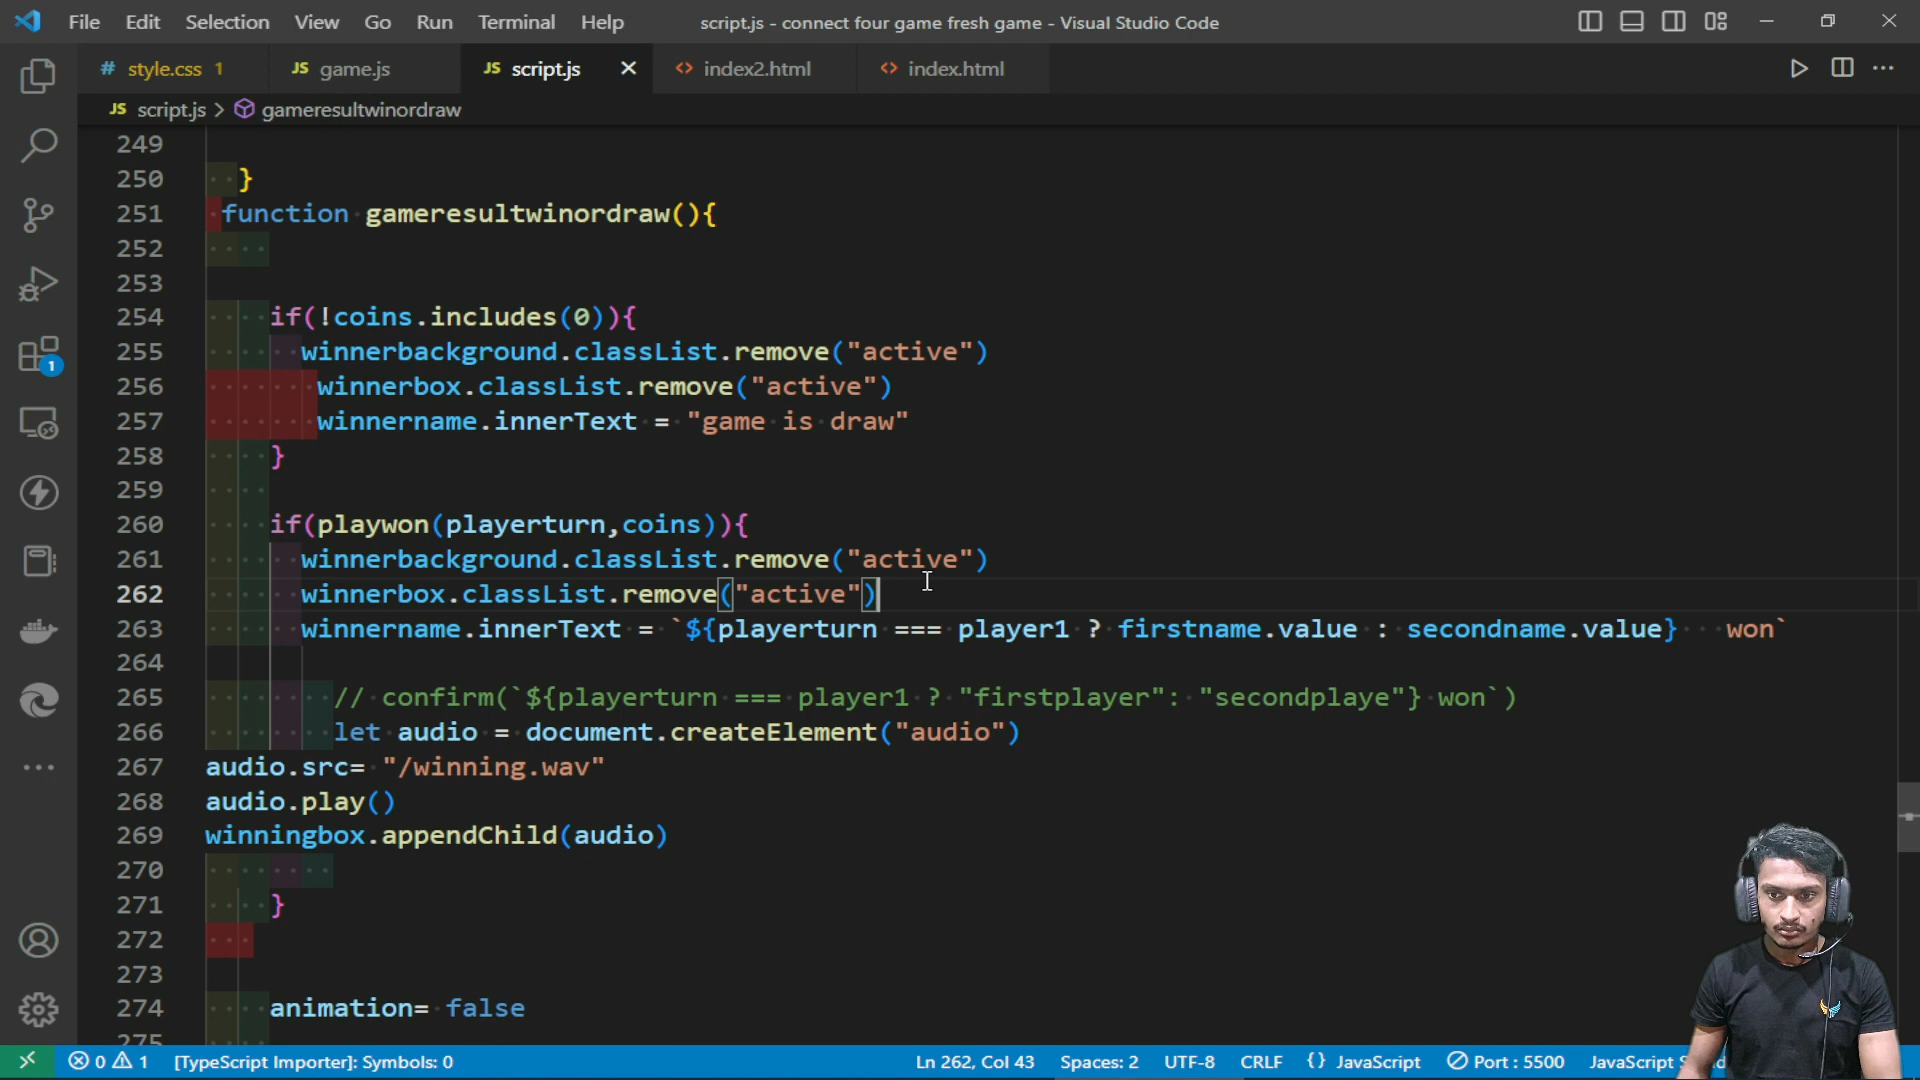 File Edit Selection View Go Run Terminal Help script.js - connect four game fresh game - Visual Studio Code
# style.css 1 JS game.js JS script.js <> index2.html <> index.html
JS script.js > gameresultwinordraw
249
250 }
251 function gameresultwinordraw(){
252
253
254 if(!coins.includes(0)){
255 winnerbackground.classList.remove("active")
256 winnerbox.classList.remove("active")
257 winnername.innerText = "game is draw"
258 }
259
260 if(playwon(playerturn,coins)){
261 winnerbackground.classList.remove("active")
262 winnerbox.classList.remove("active")
263 winnername.innerText = `${playerturn === player1 ? firstname.value : secondname.value}   won`
264
265 // confirm(`${playerturn === player1 ? "firstplayer": "secondplaye"} won`)
266 let audio = document.createElement("audio")
267 audio.src= "/winning.wav"
268 audio.play()
269 winningbox.appendChild(audio)
270
271 }
272
273
274 animation= false
275
1
0 1 [TypeScript Importer]: Symbols: 0 Ln 262, Col 43 Spaces: 2 UTF-8 CRLF {} JavaScript Port : 5500 JavaScript